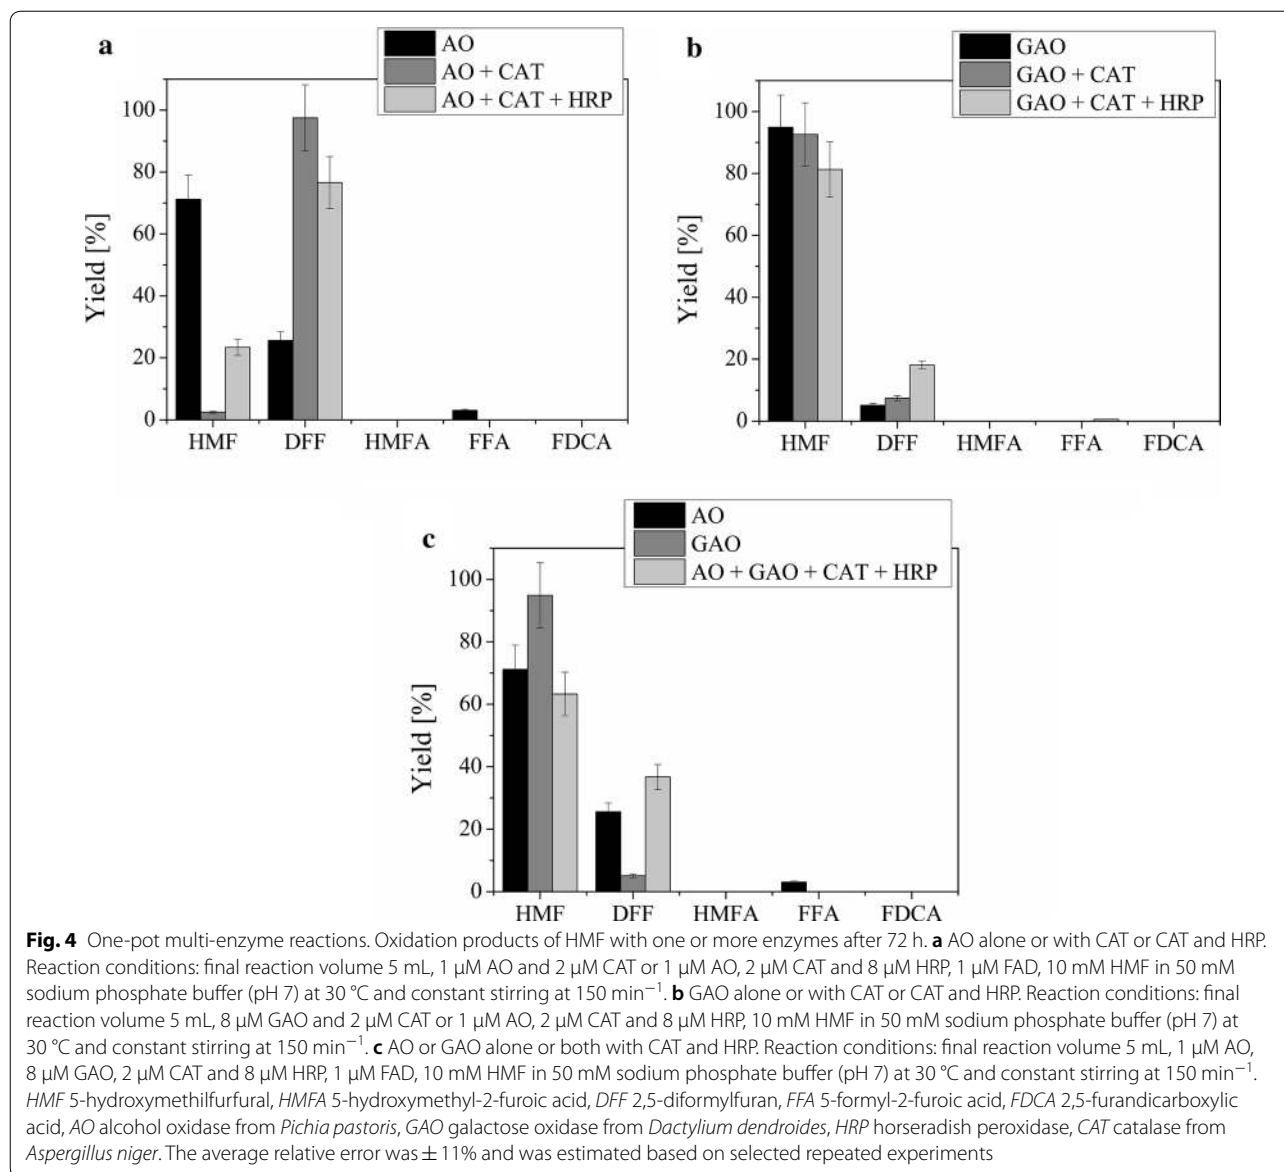 a
AO
AO + CAT
AO + CAT + HRP
Yield [%]
100
80
60
40
20
0
HMF DFF HMFA FFA FDCA
b
GAO
GAO + CAT
GAO + CAT + HRP
Yield [%]
100
80
60
40
20
0
HMF DFF HMFA FFA FDCA
c
AO
GAO
AO + GAO + CAT + HRP
Yield [%]
100
80
60
40
20
0
HMF DFF HMFA FFA FDCA
Fig. 4 One-pot multi-enzyme reactions. Oxidation products of HMF with one or more enzymes after 72 h. a AO alone or with CAT or CAT and HRP.
Reaction conditions: final reaction volume 5 mL, 1 µM AO and 2 µM CAT or 1 µM AO, 2 µM CAT and 8 µM HRP, 1 µM FAD, 10 mM HMF in 50 mM
sodium phosphate buffer (pH 7) at 30 °C and constant stirring at 150 min⁻¹. b GAO alone or with CAT or CAT and HRP. Reaction conditions: final
reaction volume 5 mL, 8 µM GAO and 2 µM CAT or 1 µM AO, 2 µM CAT and 8 µM HRP, 10 mM HMF in 50 mM sodium phosphate buffer (pH 7) at
30 °C and constant stirring at 150 min⁻¹. c AO or GAO alone or both with CAT and HRP. Reaction conditions: final reaction volume 5 mL, 1 µM AO,
8 µM GAO, 2 µM CAT and 8 µM HRP, 1 µM FAD, 10 mM HMF in 50 mM sodium phosphate buffer (pH 7) at 30 °C and constant stirring at 150 min⁻¹.
HMF 5-hydroxymethilfurfural, HMFA 5-hydroxymethyl-2-furoic acid, DFF 2,5-diformylfuran, FFA 5-formyl-2-furoic acid, FDCA 2,5-furandicarboxylic
acid, AO alcohol oxidase from Pichia pastoris, GAO galactose oxidase from Dactylium dendroides, HRP horseradish peroxidase, CAT catalase from
Aspergillus niger. The average relative error was ± 11% and was estimated based on selected repeated experiments